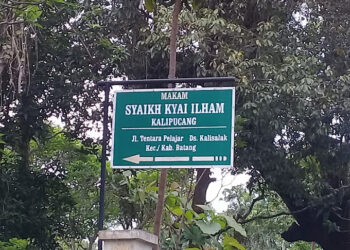 MAKAM
SYAIKH KYAI ILHAM
KALIPUCANG
Jl. Tentara Pelajar Ds. Kalisalak
Kec./ Kab. Batang